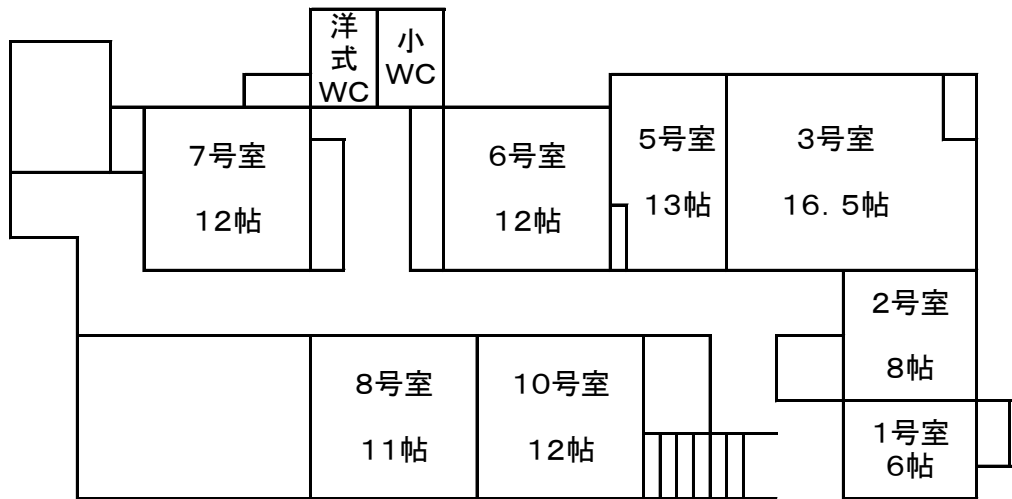 洋式
WC
小
WC
7号室
12帖
6号室
12帖
5号室
13帖
3号室
16．5帖
2号室
8帖
8号室
11帖
10号室
12帖
1号室
6帖